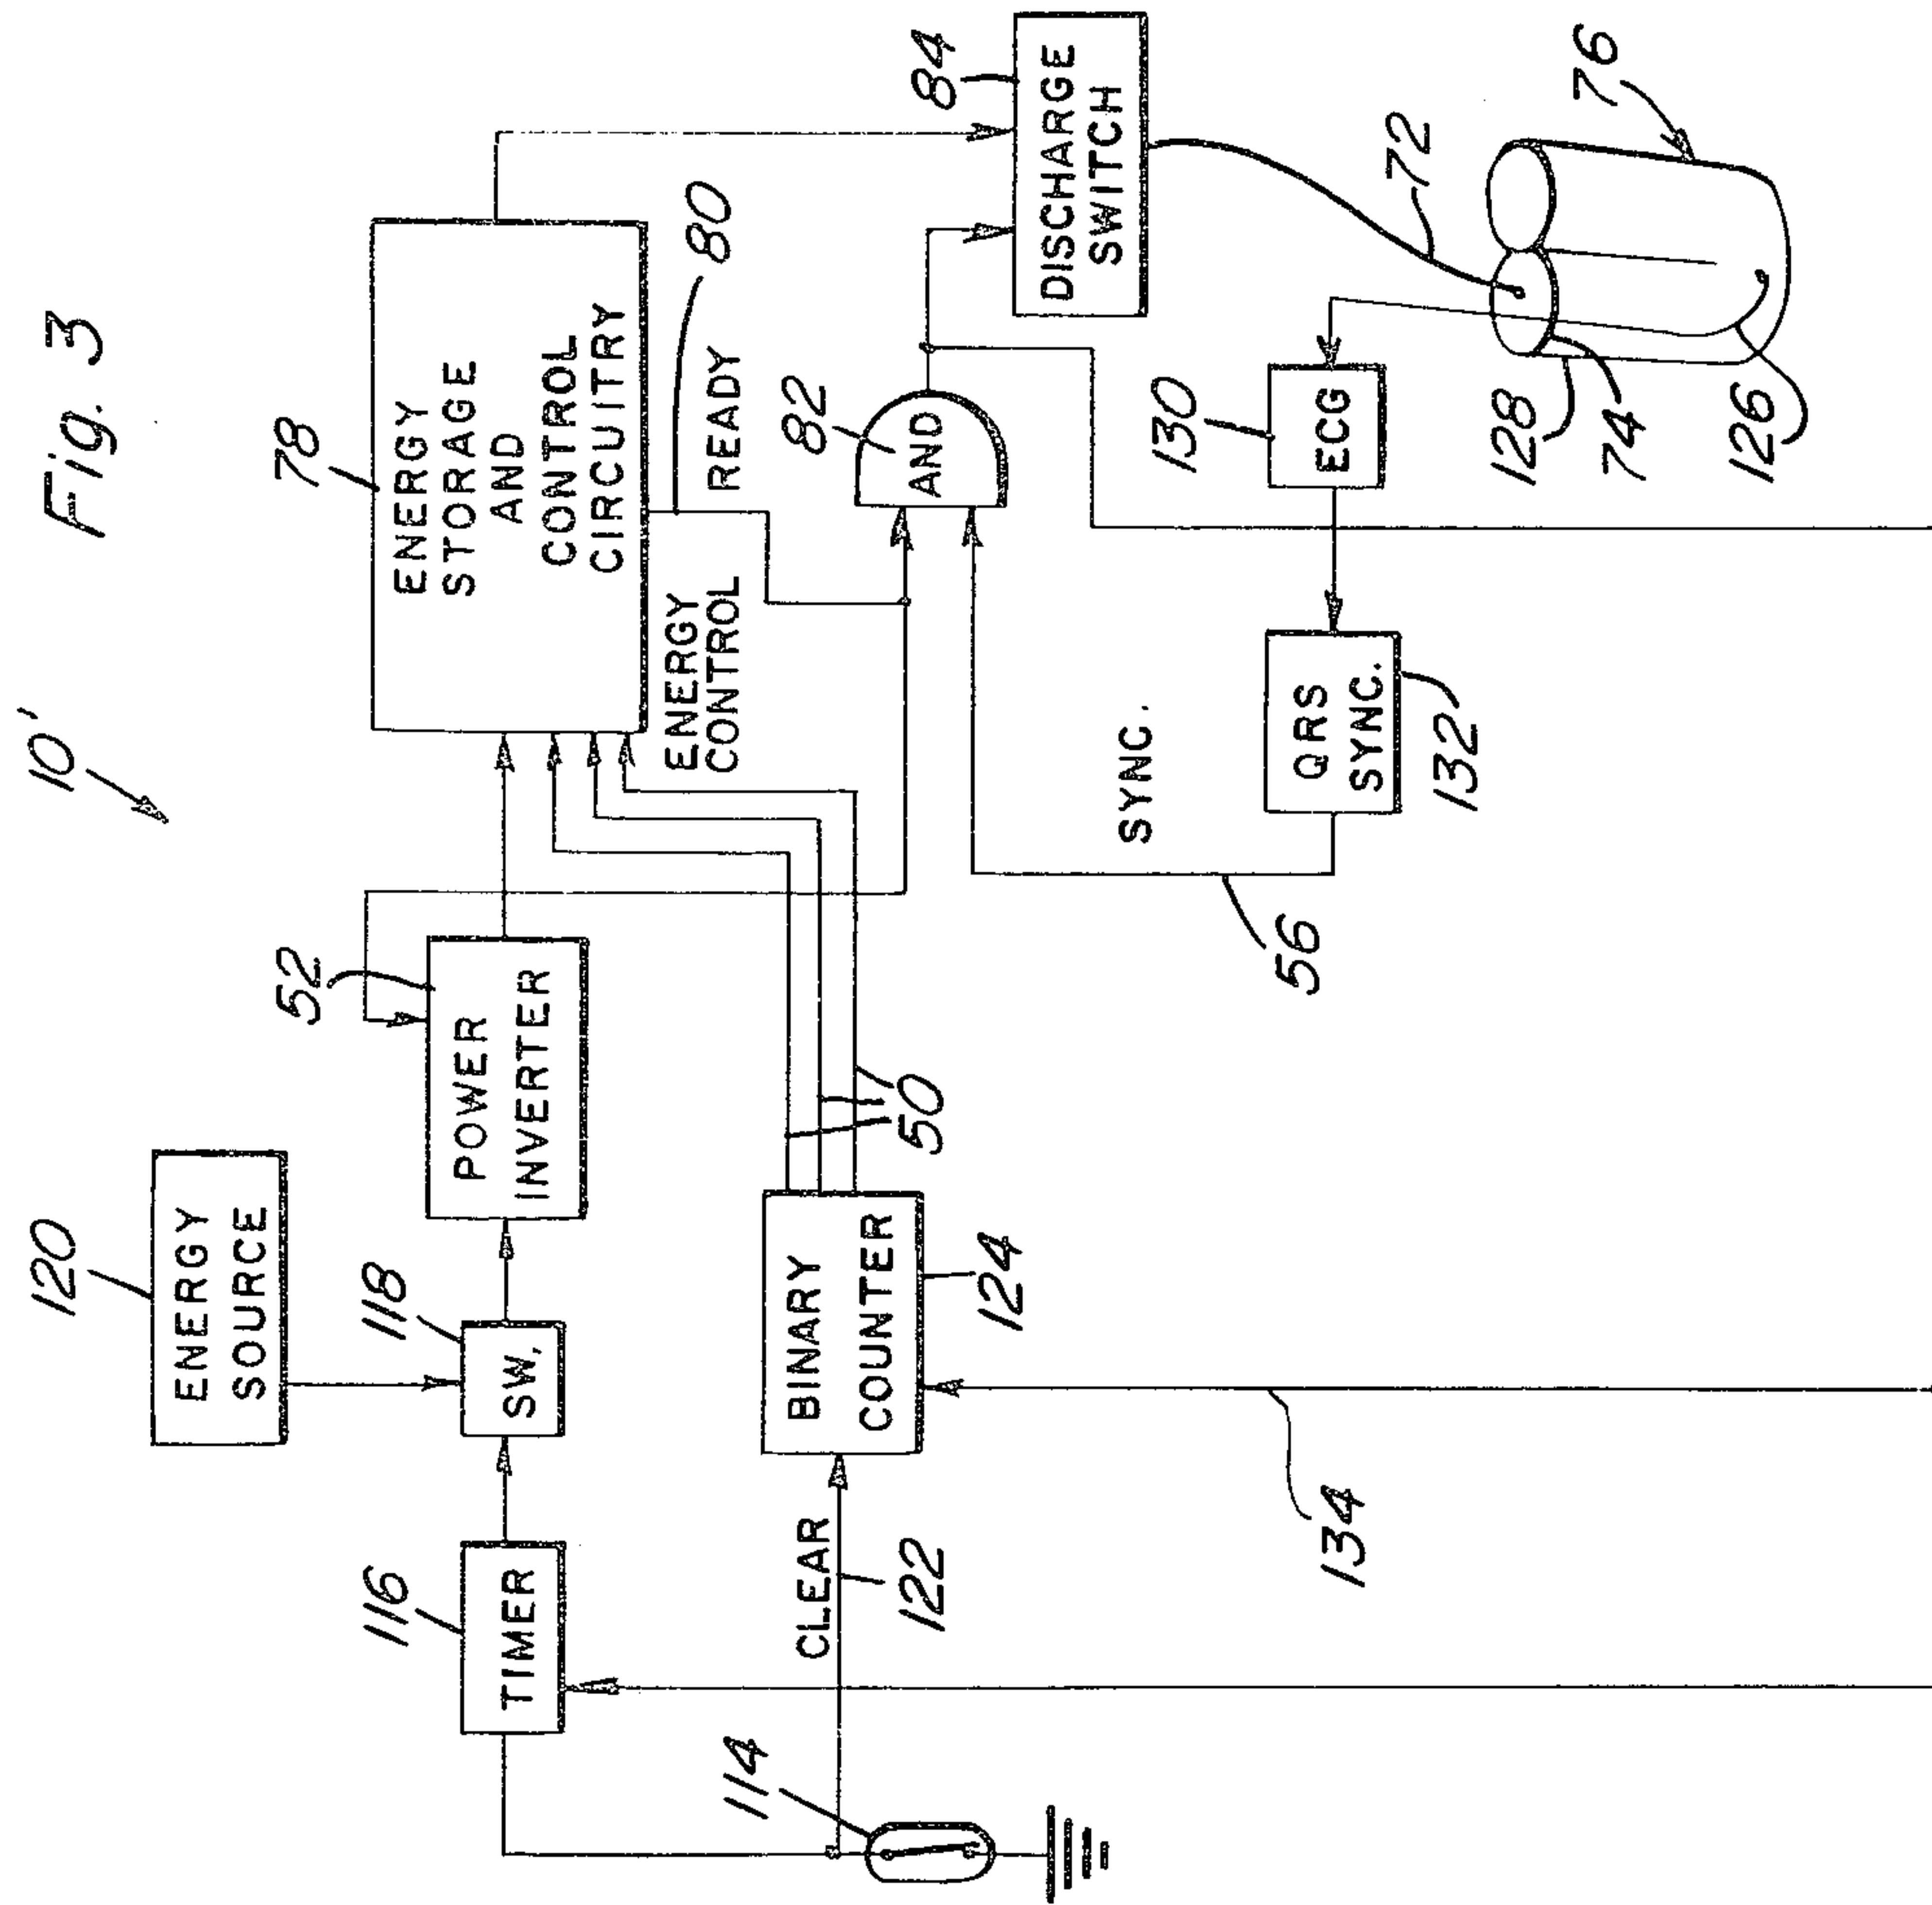 Fig. 3
10'
120
ENERGY
SOURCE
116
TIMER
118
SW.
52
POWER
INVERTER
78
ENERGY
STORAGE
AND
CONTROL
CIRCUITRY
ENERGY
CONTROL
80
READY
114
CLEAR
122
BINARY
COUNTER
124
50
82
AND
84
DISCHARGE
SWITCH
SYNC.
56
134
QRS
SYNC.
132
130
ECG
72
76
128
74
126